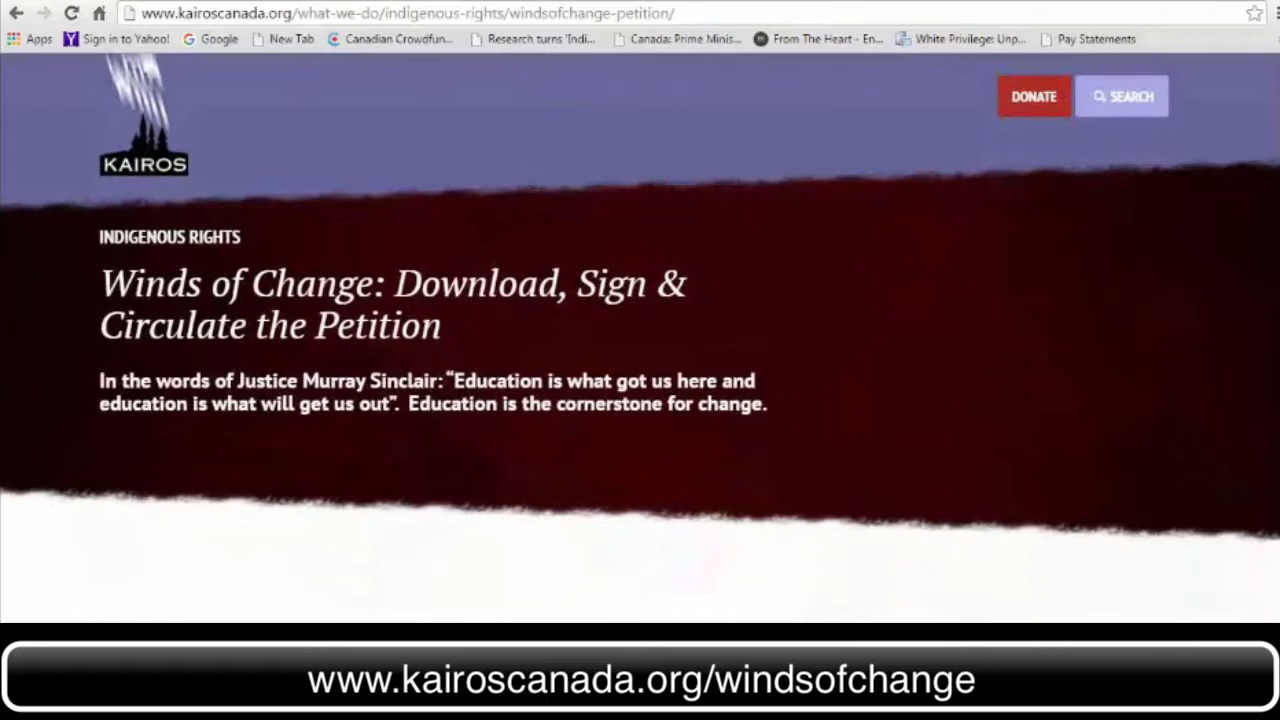 www.kairoscanada.org/what-we-do/indigenous-rights/windsofchange-petition/
Apps Sign in to Yahoo! Google New Tab Canadian Crowdfun... Research turns 'Indi... Canada: Prime Minis... From The Heart - En... White Privilege: Unp... Pay Statements
DONATE SEARCH
KAIROS
INDIGENOUS RIGHTS
Winds of Change: Download, Sign &
Circulate the Petition
In the words of Justice Murray Sinclair: “Education is what got us here and
education is what will get us out”. Education is the cornerstone for change.
www.kairoscanada.org/windsofchange